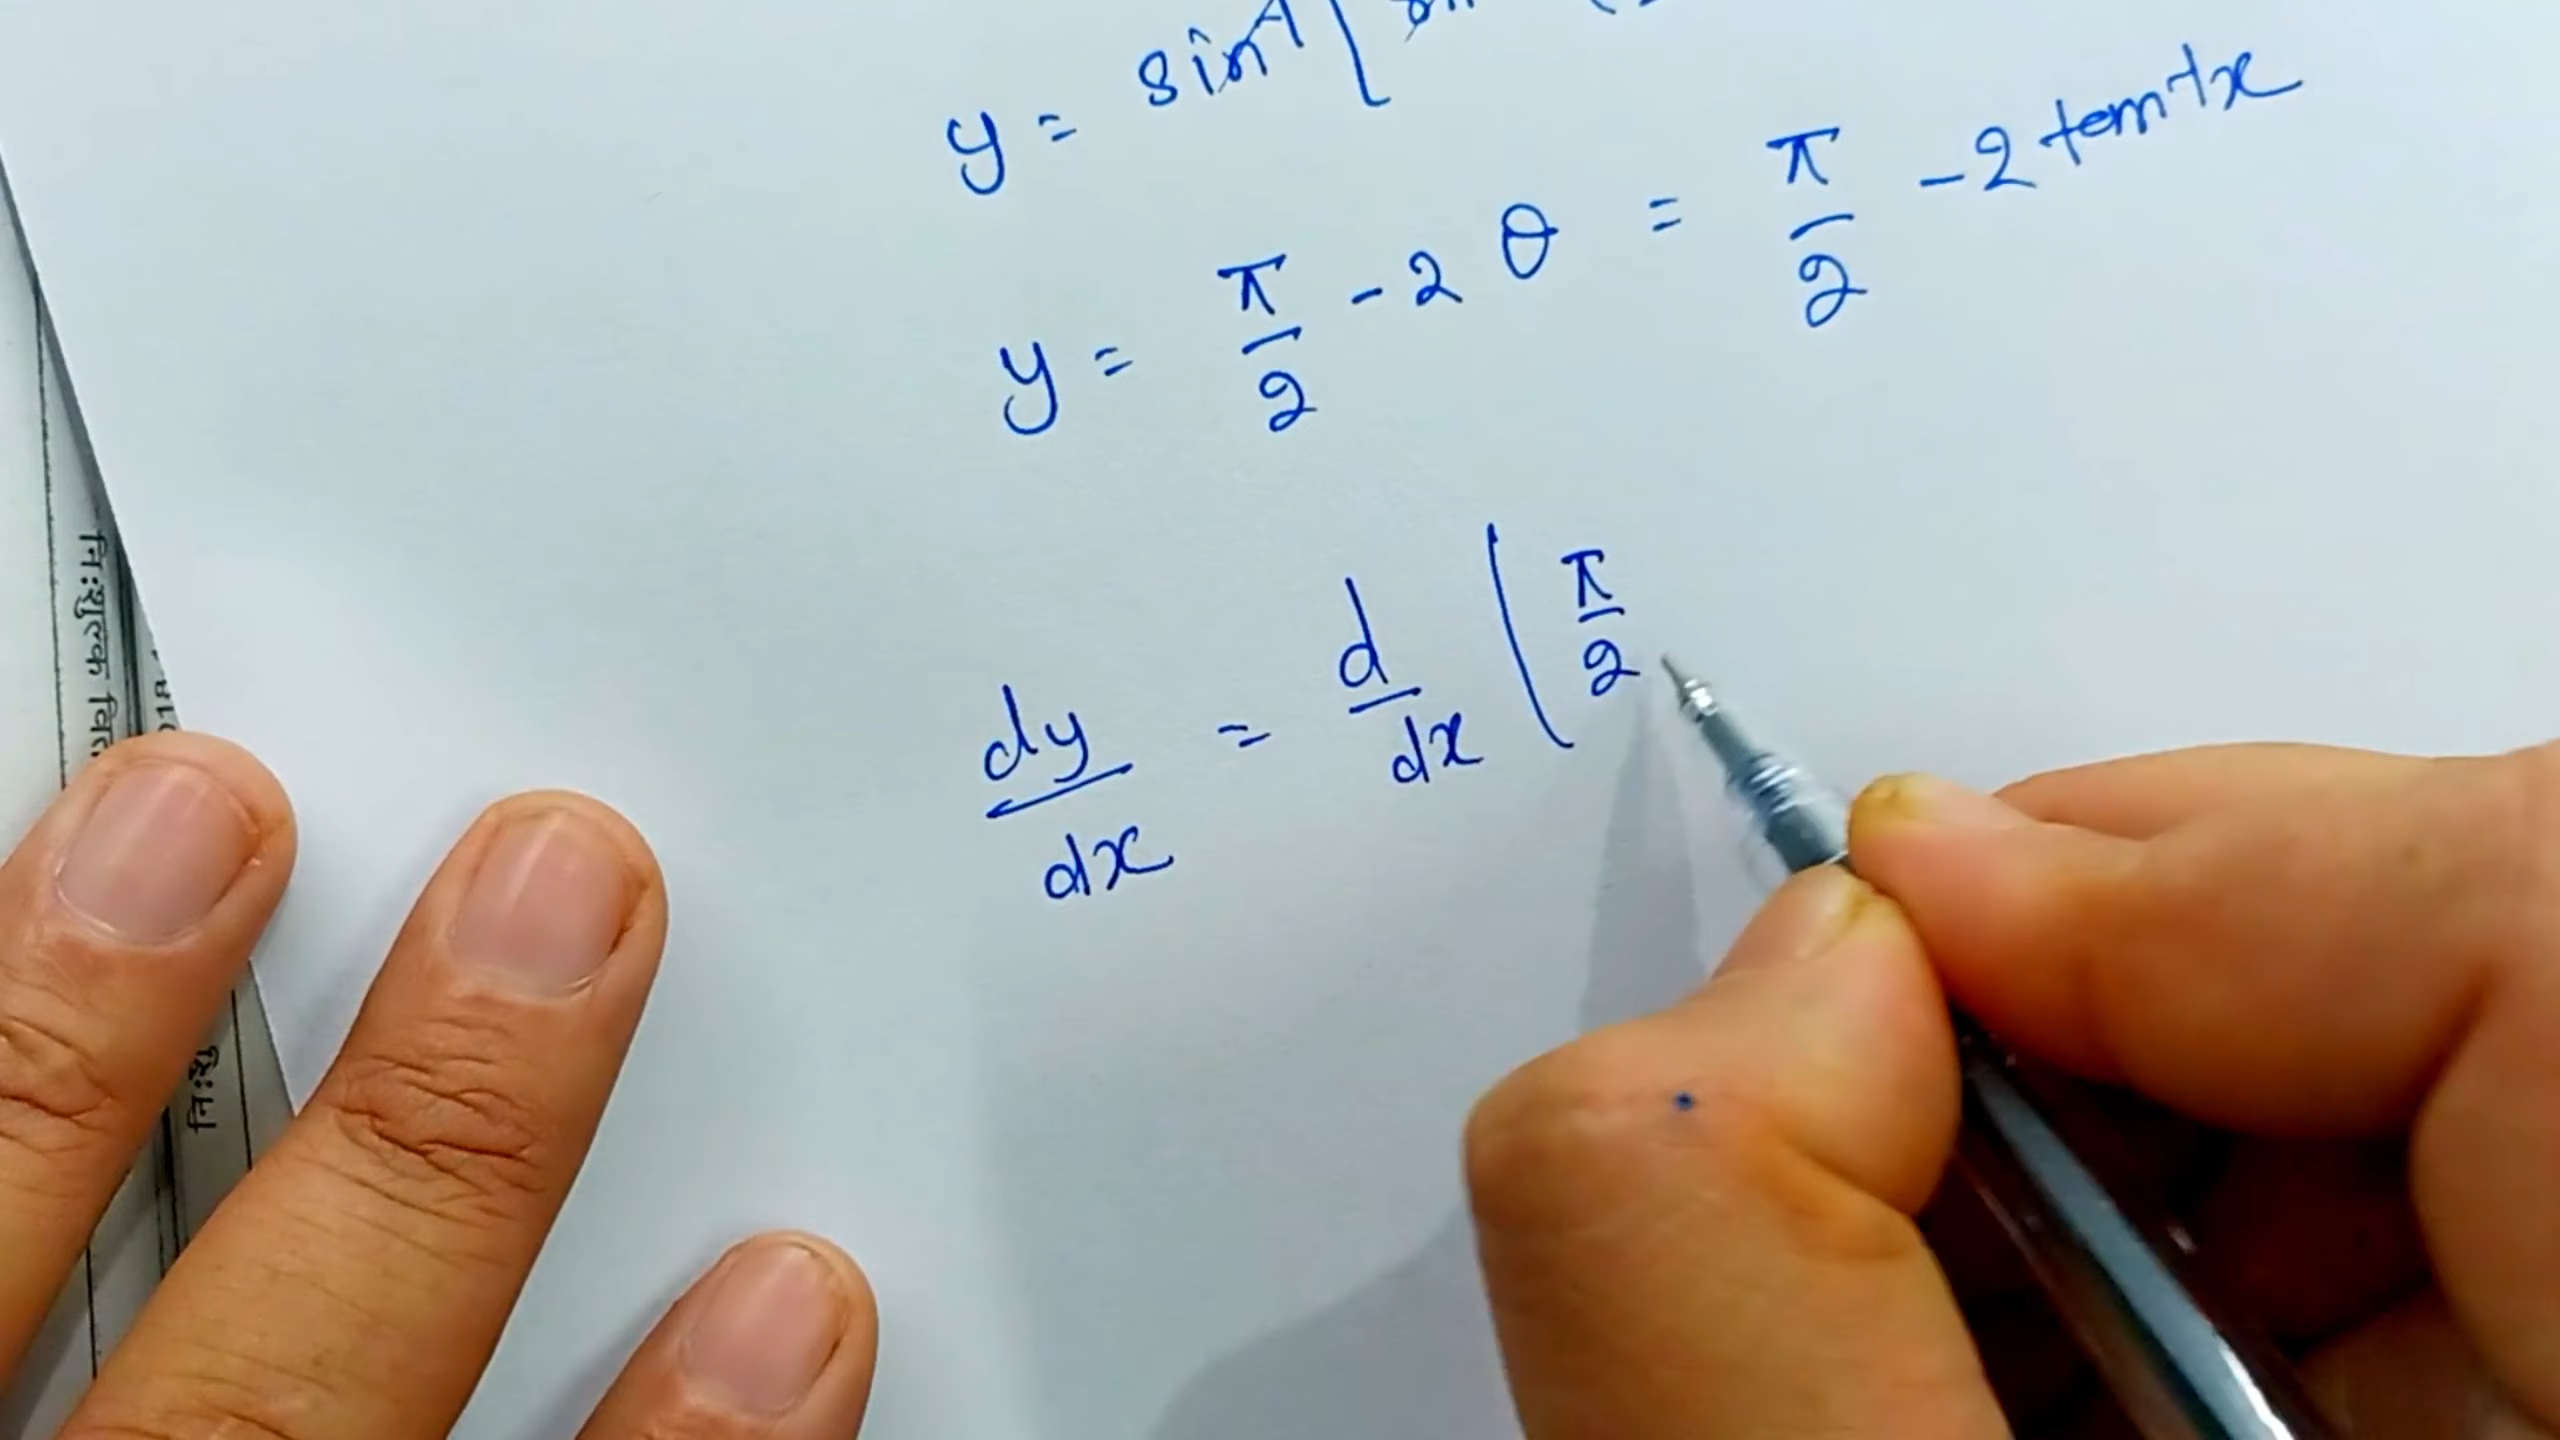 y = sin⁻¹[
y = π/2 - 2θ = π/2 - 2 tan⁻¹x
dy/dx = d/dx (π/2
नि:शुल्क